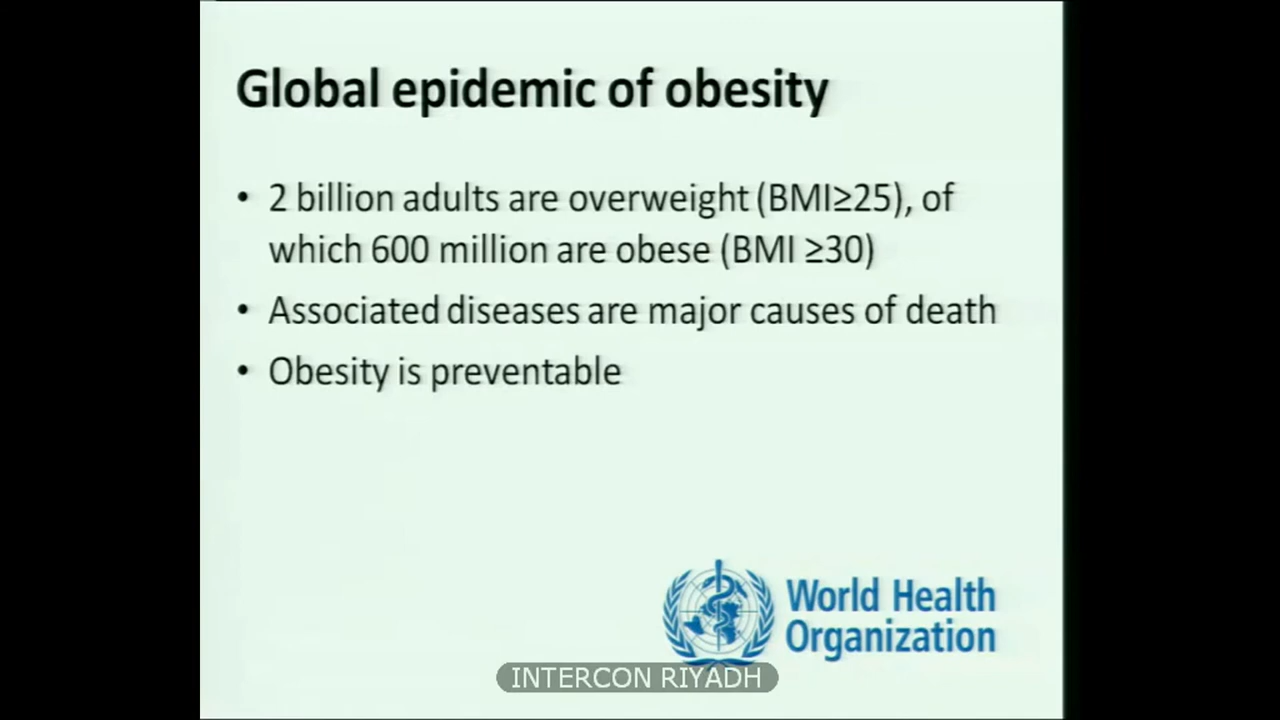 Global epidemic of obesity
• 2 billion adults are overweight (BMI≥25), of
which 600 million are obese (BMI ≥30)
• Associated diseases are major causes of death
• Obesity is preventable
World Health
Organization
INTERCON RIYADH